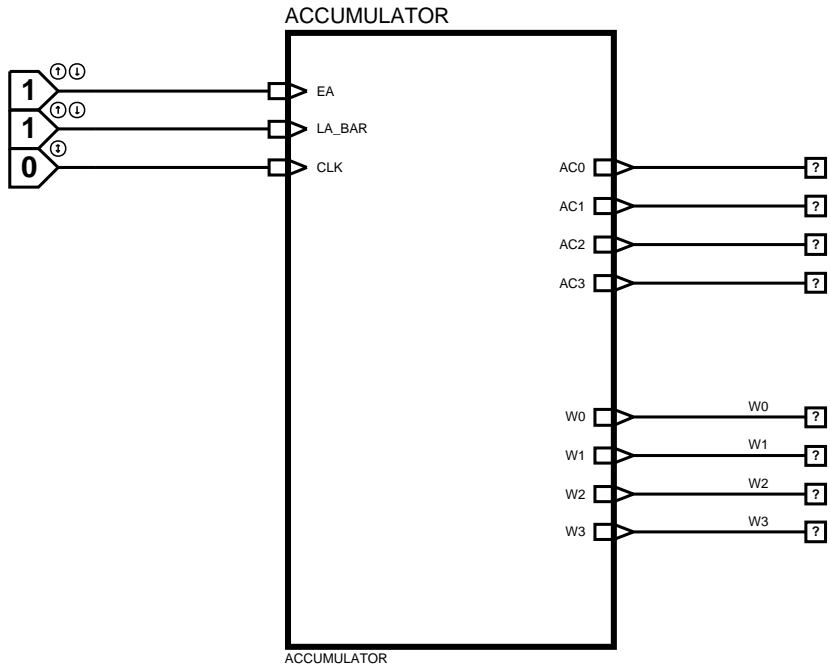 ACCUMULATOR
1
EA
1
LA_BAR
0
CLK
AC0
?
AC1
?
AC2
?
AC3
?
W0
W0
?
W1
W1
?
W2
W2
?
W3
W3
?
ACCUMULATOR